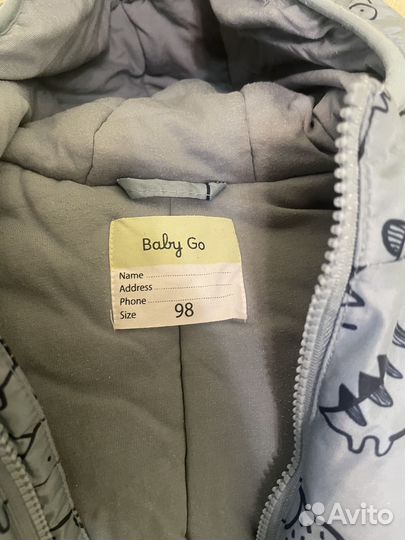 Baby Go
Name
Address
Phone
Size 98
Avito